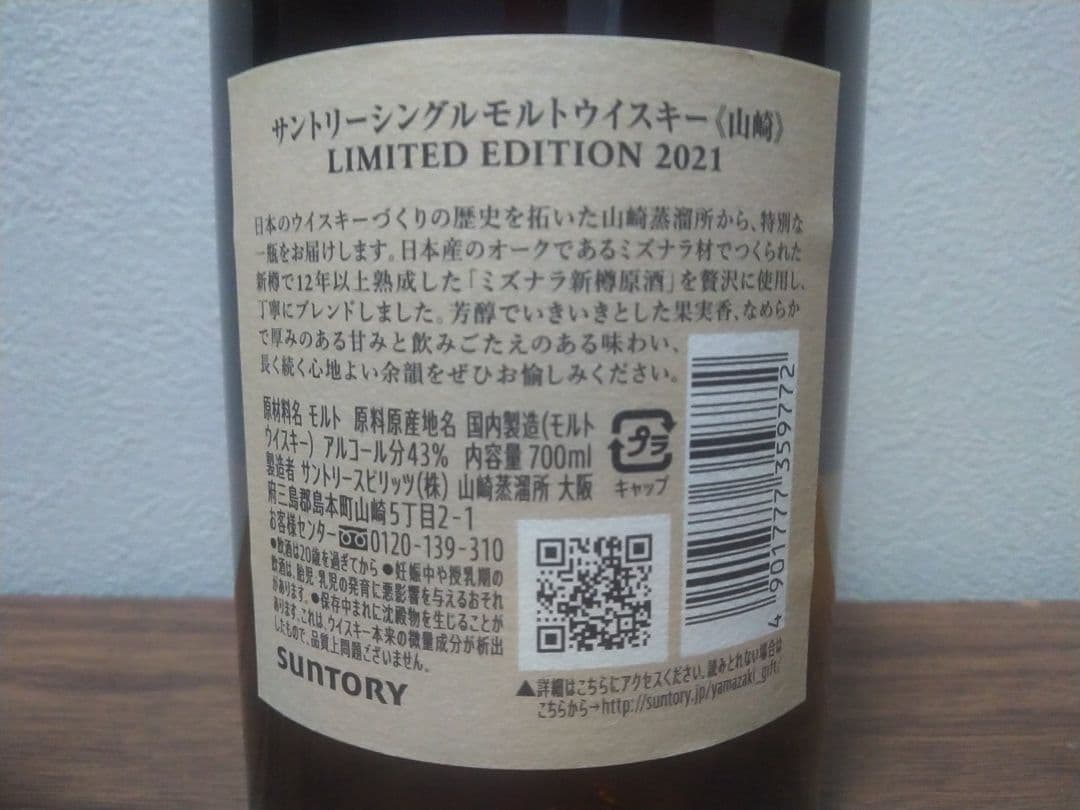 サントリーシングルモルトウイスキー《山崎》
LIMITED EDITION 2021
日本のウイスキーづくりの歴史を拓いた山崎蒸溜所から、特別な
一瓶をお届けします。日本産のオークであるミズナラ材でつくられた
新樽で12年以上熟成した「ミズナラ新樽原酒」を贅沢に使用し、
丁寧にブレンドしました。芳醇でいきいきとした果実香、なめらか
で厚みのある甘みと飲みごたえのある味わい、
長く続く心地よい余韻をぜひお愉しみください。
原材料名 モルト 原料原産地名 国内製造(モルト
ウイスキー) アルコール分43% 内容量 700ml
製造者 サントリースピリッツ(株) 山崎蒸溜所 大阪
府三島郡島本町山崎5丁目2-1
お客様センター 0120-139-310
●飲酒は20歳を過ぎてから ●妊娠中や授乳期の
飲酒は、胎児・乳児の発育に悪影響を与えるおそれ
があります。 ●保存中まれに沈殿物を生じることが
あります。これは、ウイスキー本来の微量成分が析出
したもので、品質上問題ございません。
SUNTORY
プラ
キャップ
4 901777 359772
▲詳細はこちらにアクセスください。読みとれない場合は
こちらから→http://suntory.jp/yamazaki_gift/